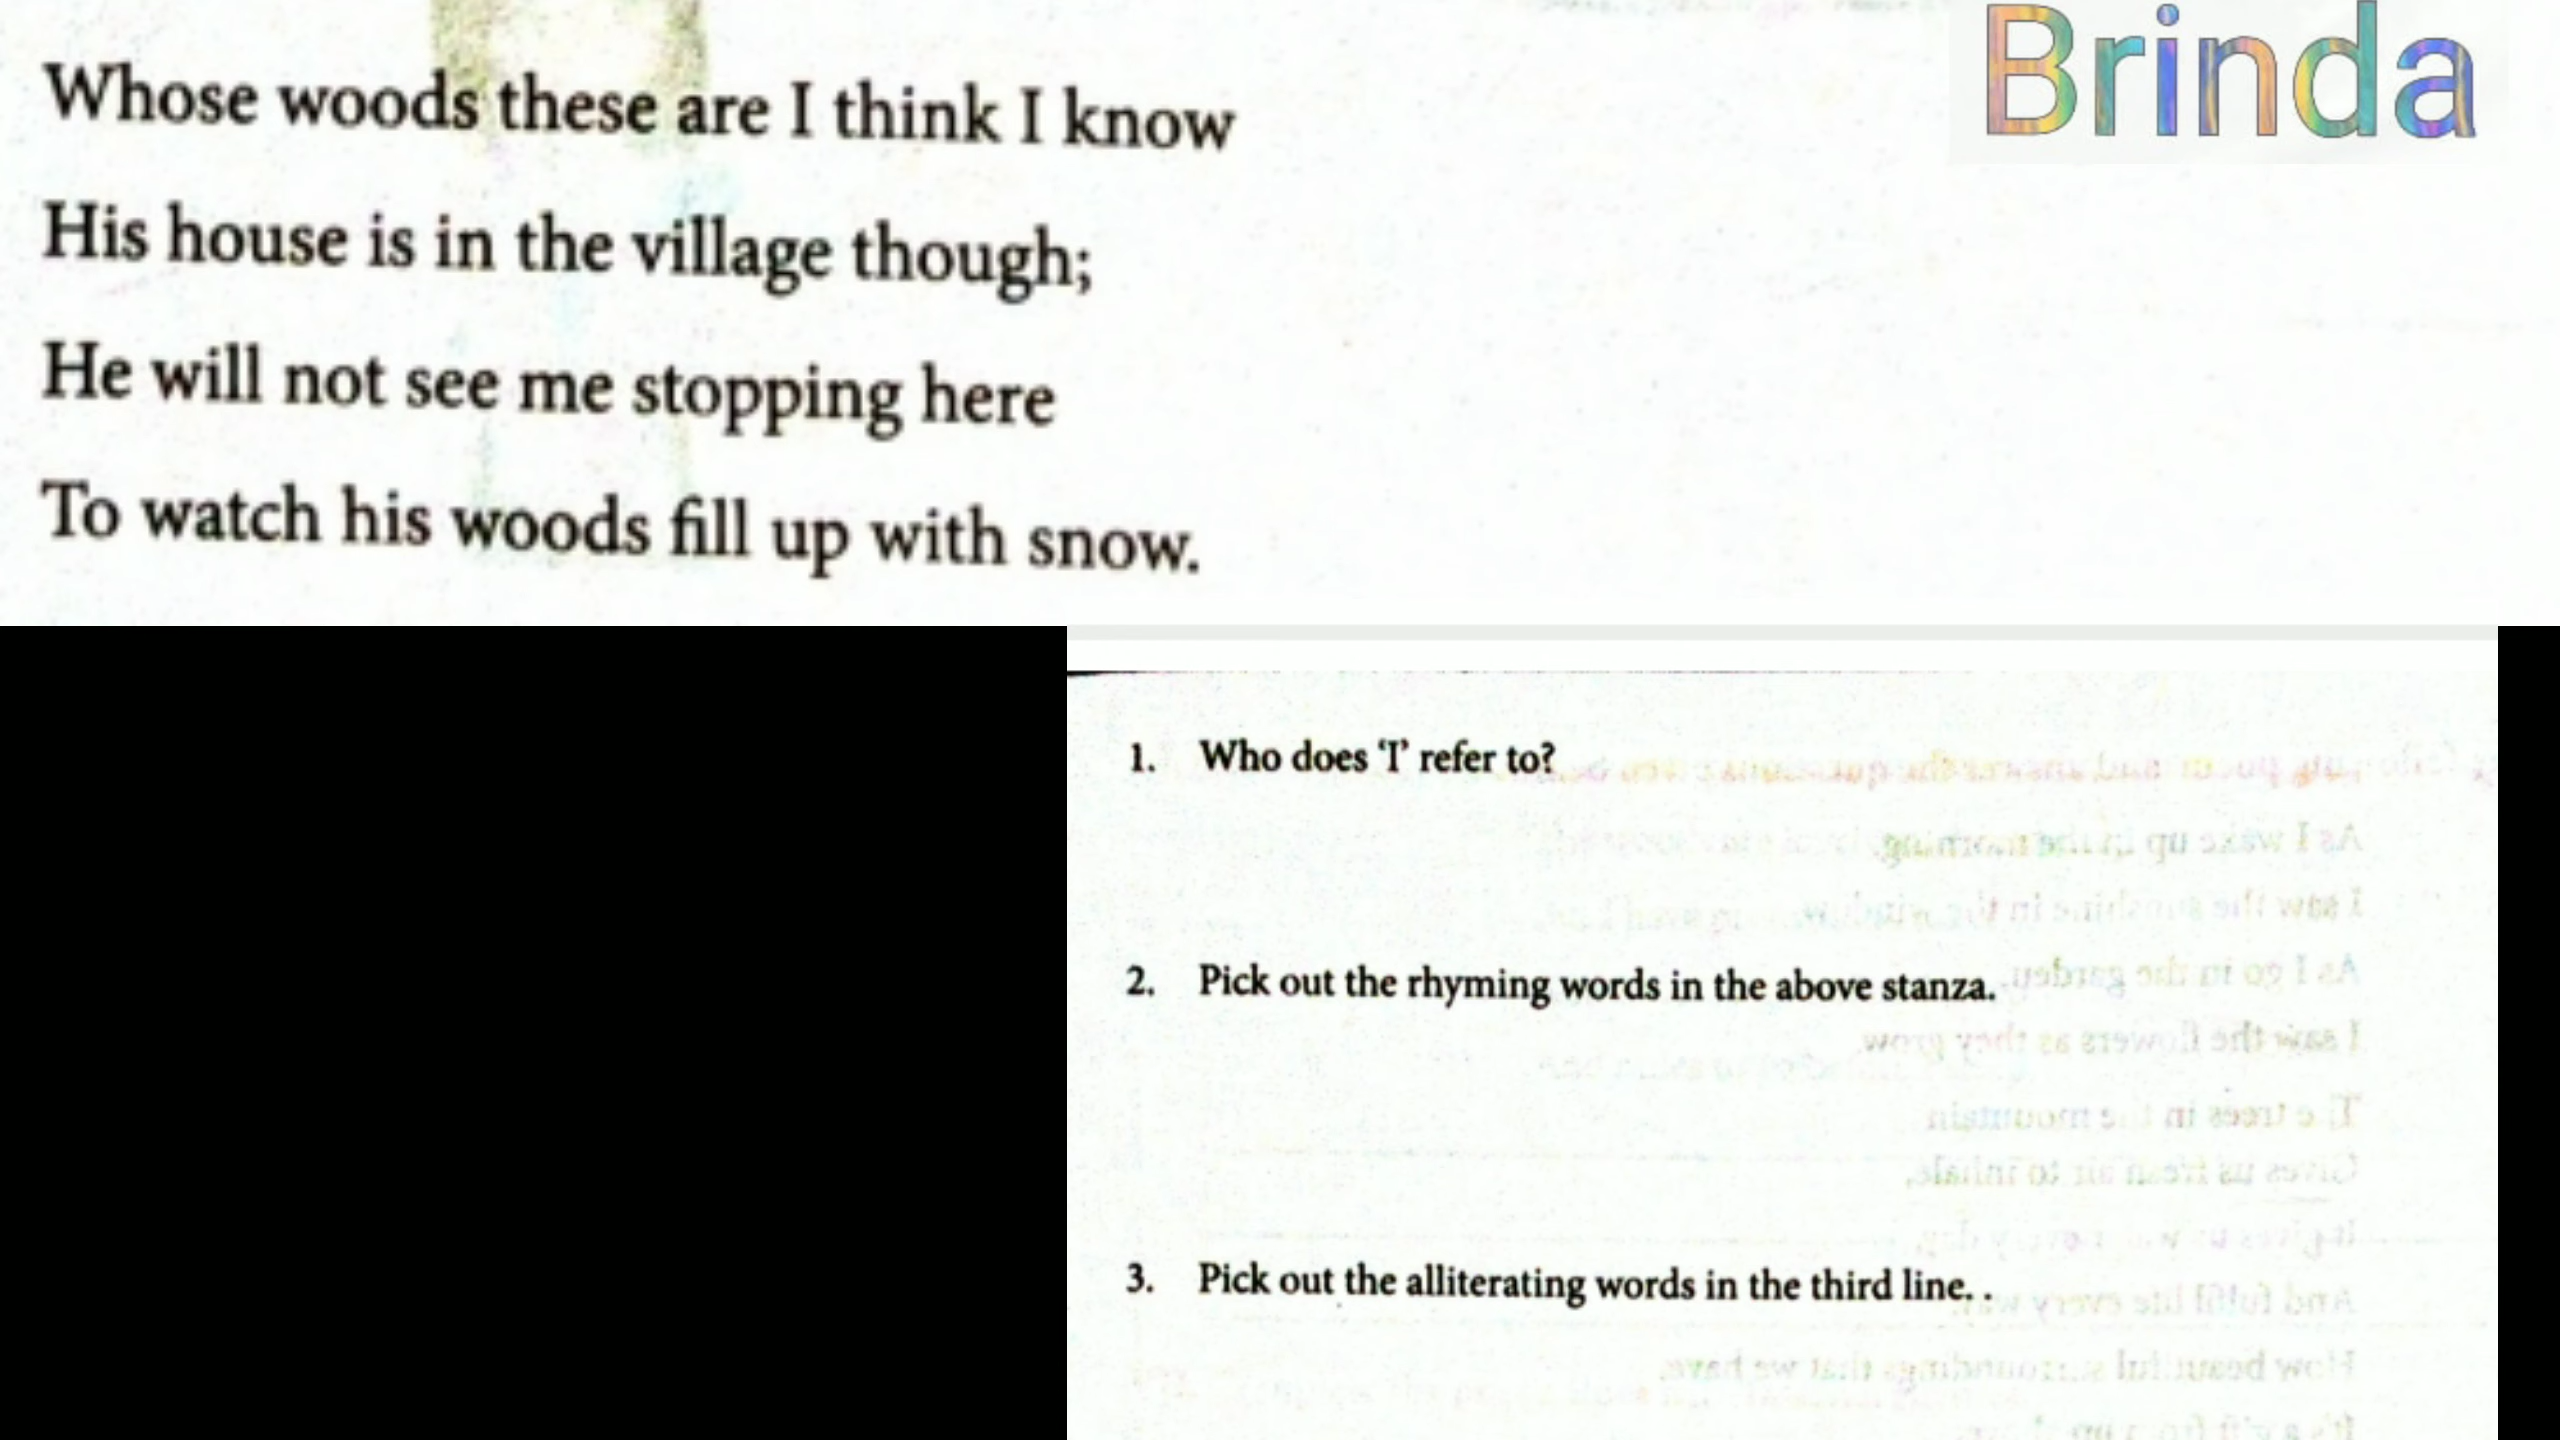 Brinda
Whose woods these are I think I know
His house is in the village though;
He will not see me stopping here
To watch his woods fill up with snow.
1. Who does 'I' refer to?
2. Pick out the rhyming words in the above stanza.
3. Pick out the alliterating words in the third line. .